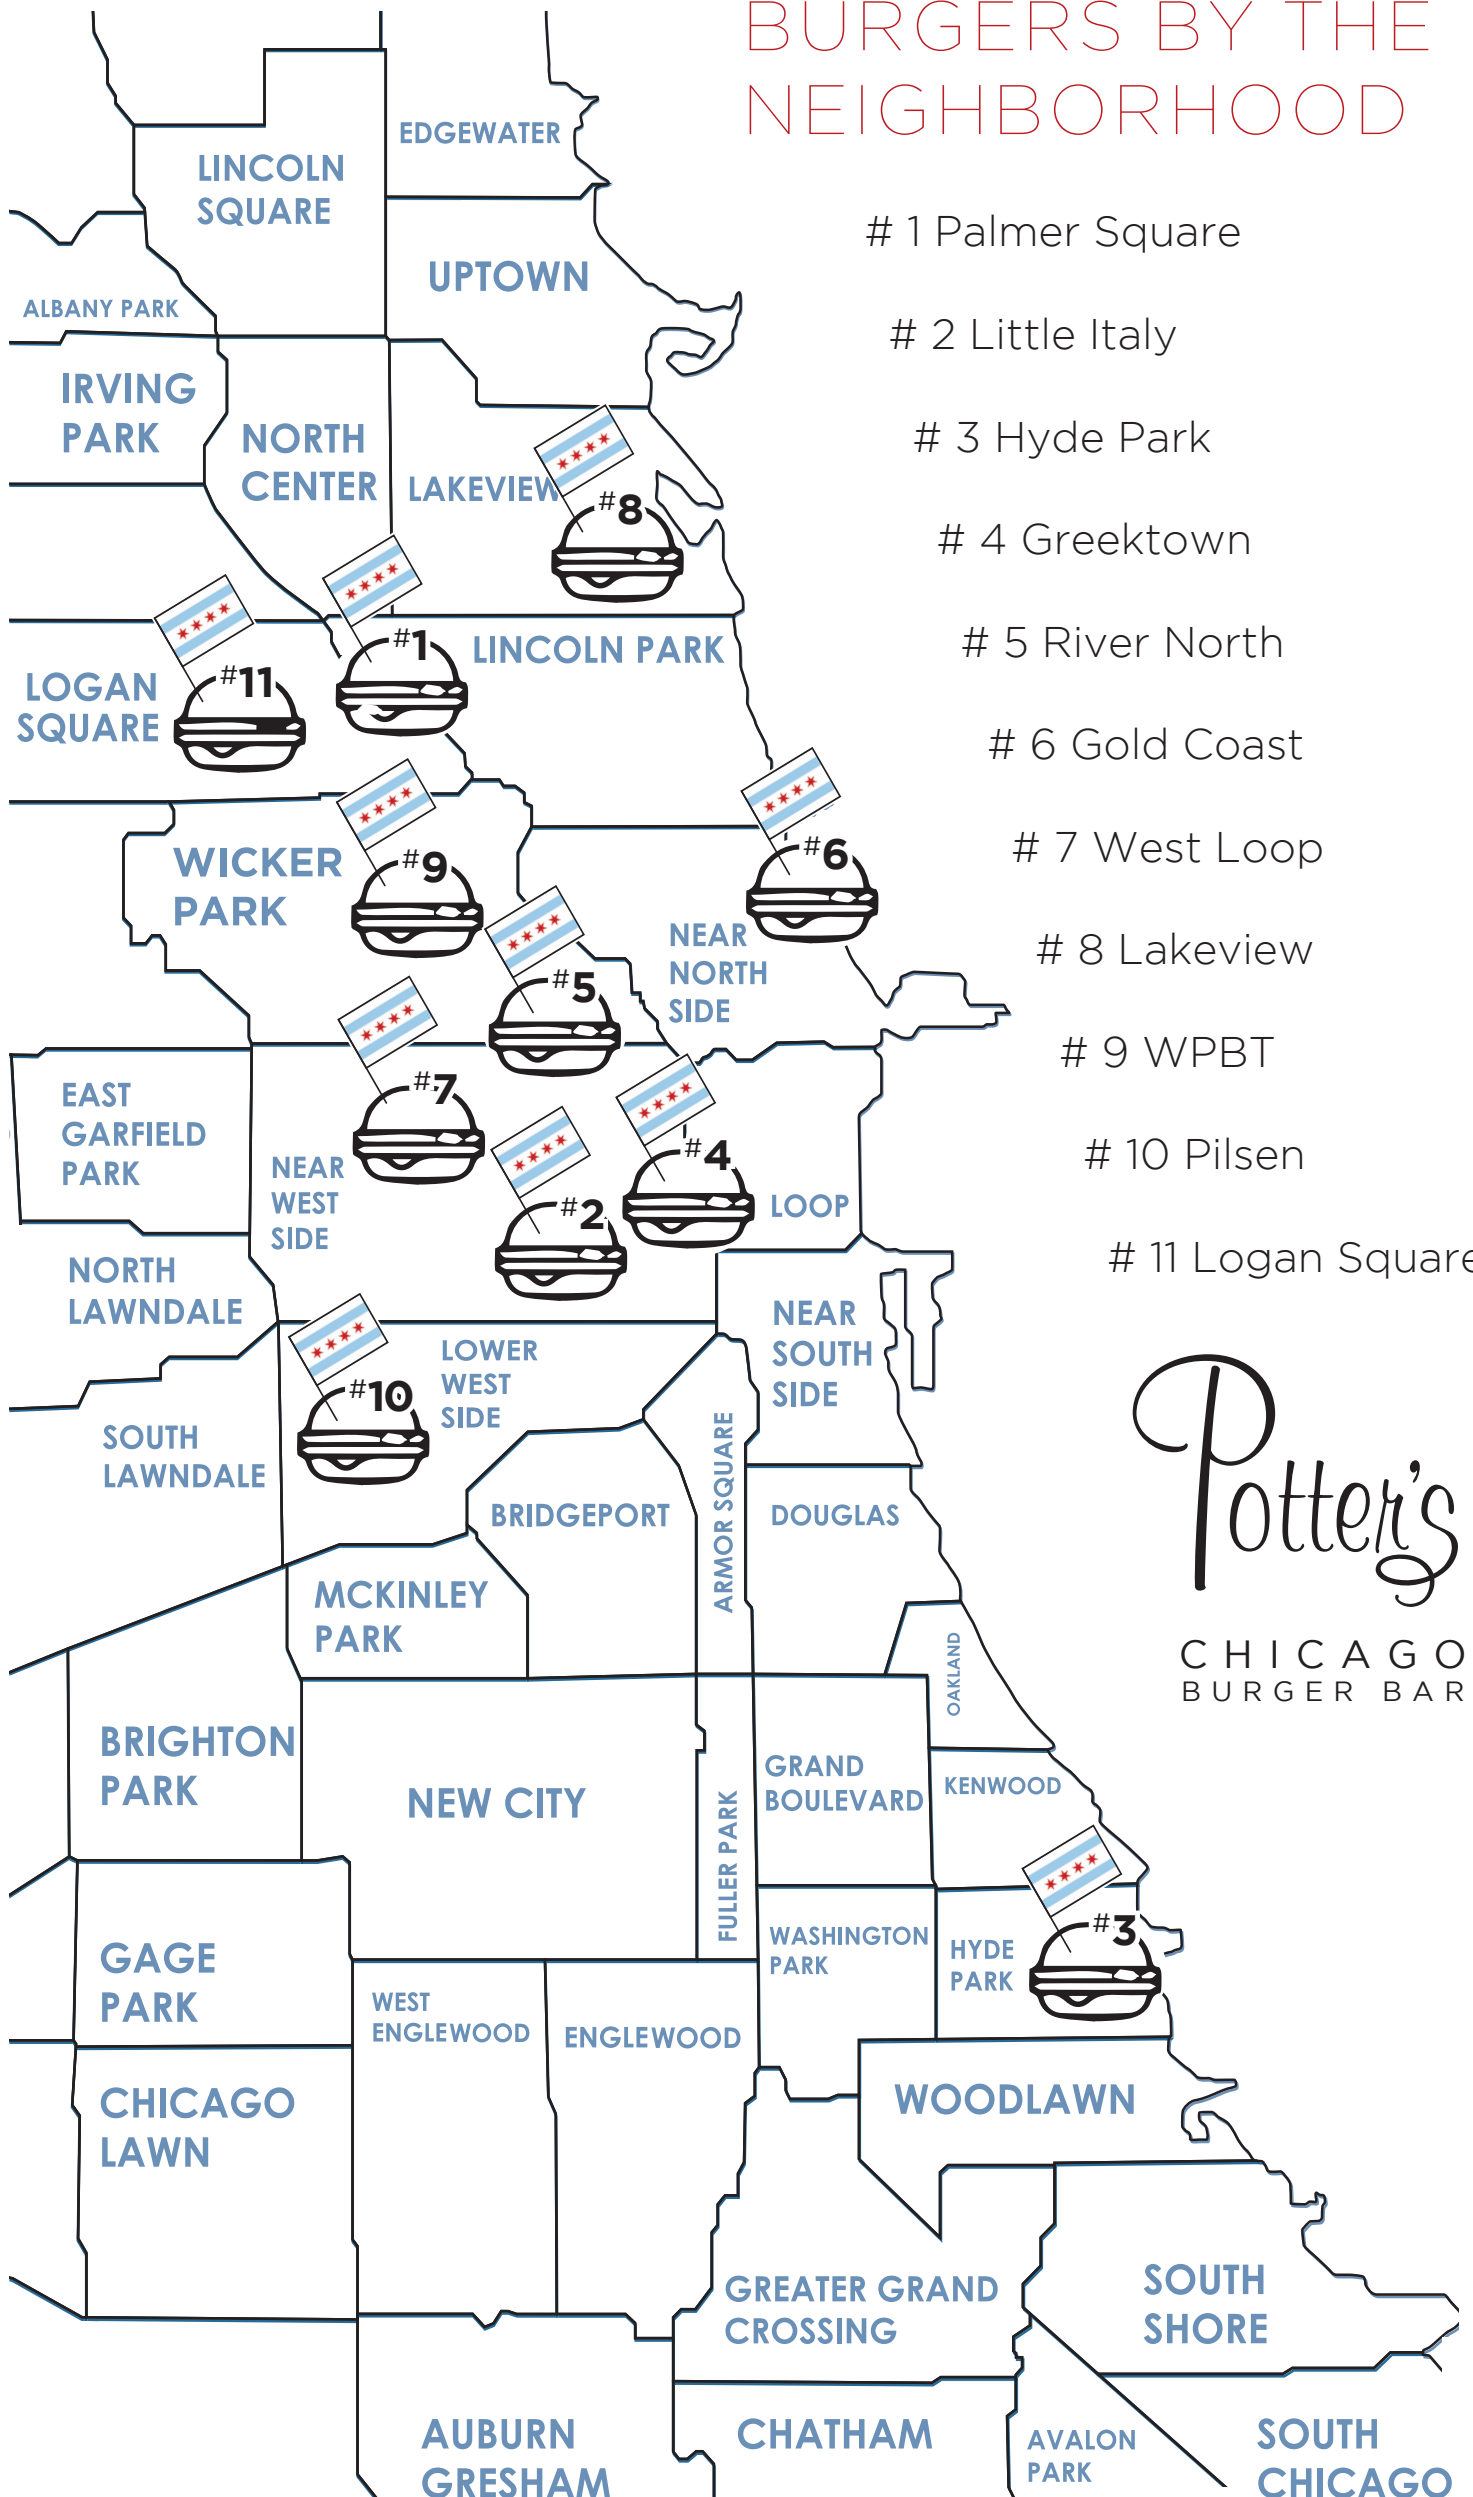 BURGERS BY THE
NEIGHBORHOOD
# 1 Palmer Square
# 2 Little Italy
# 3 Hyde Park
# 4 Greektown
# 5 River North
# 6 Gold Coast
# 7 West Loop
# 8 Lakeview
# 9 WPBT
# 10 Pilsen
# 11 Logan Square
Potter's
CHICAGO
BURGER BAR
EDGEWATER
LINCOLN
SQUARE
UPTOWN
ALBANY PARK
IRVING
PARK
NORTH
CENTER
LAKEVIEW
#8
#1
LINCOLN PARK
#11
LOGAN
SQUARE
WICKER
PARK
#9
#6
NEAR
NORTH
SIDE
#5
#7
EAST
GARFIELD
PARK
NEAR
WEST
SIDE
#4
#2
LOOP
NORTH
LAWNDALE
NEAR
SOUTH
SIDE
LOWER
WEST
SIDE
#10
SOUTH
LAWNDALE
BRIDGEPORT
ARMOR SQUARE
DOUGLAS
MCKINLEY
PARK
OAKLAND
BRIGHTON
PARK
NEW CITY
GRAND
BOULEVARD
KENWOOD
FULLER PARK
WASHINGTON
PARK
HYDE
PARK
#3
GAGE
PARK
WEST
ENGLEWOOD
ENGLEWOOD
CHICAGO
LAWN
WOODLAWN
GREATER GRAND
CROSSING
SOUTH
SHORE
AUBURN
GRESHAM
CHATHAM
AVALON
PARK
SOUTH
CHICAGO